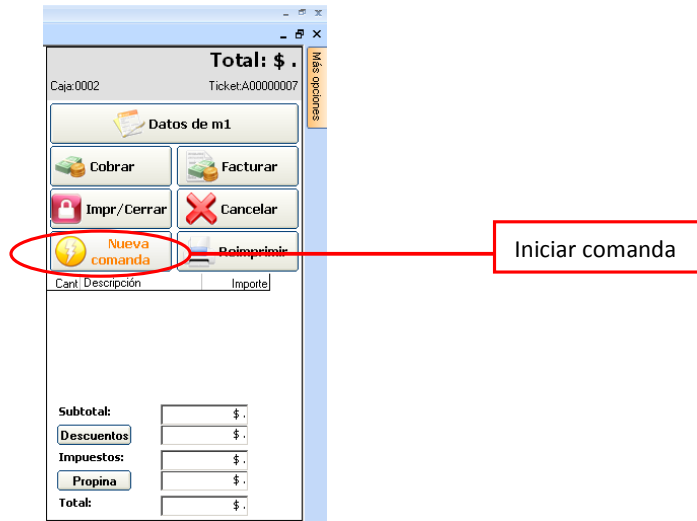 Total: $ .
Caja:0002 Ticket:A00000007
Más opciones
Datos de m1
Cobrar Facturar
Impr/Cerrar Cancelar
Nueva comanda Reimprimir
Iniciar comanda
Cant Descripción Importe
Subtotal: $ .
Descuentos $ .
Impuestos: $ .
Propina $ .
Total: $ .